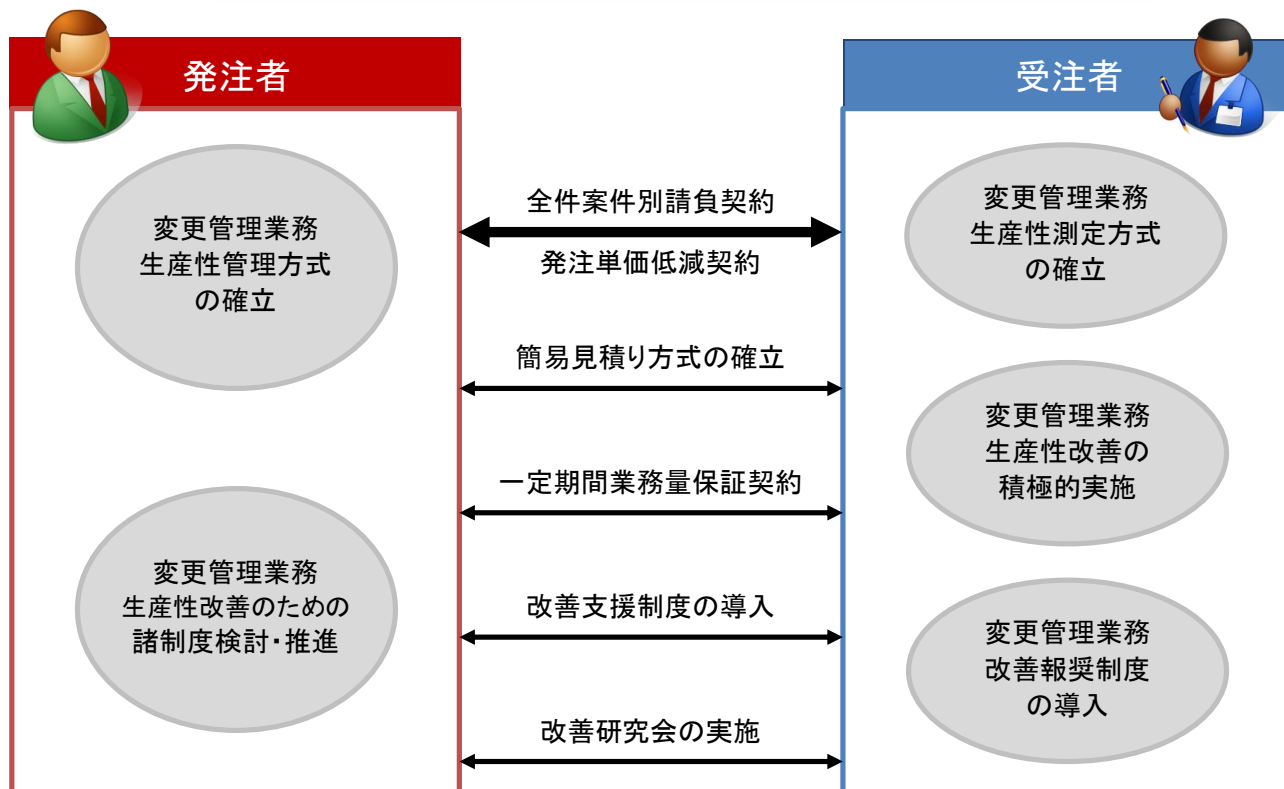 発注者
変更管理業務
生産性管理方式
の確立
変更管理業務
生産性改善のための
諸制度検討・推進
全件案件別請負契約
発注単価低減契約
簡易見積り方式の確立
一定期間業務量保証契約
改善支援制度の導入
改善研究会の実施
受注者
変更管理業務
生産性測定方式
の確立
変更管理業務
生産性改善の
積極的実施
変更管理業務
改善報奨制度
の導入